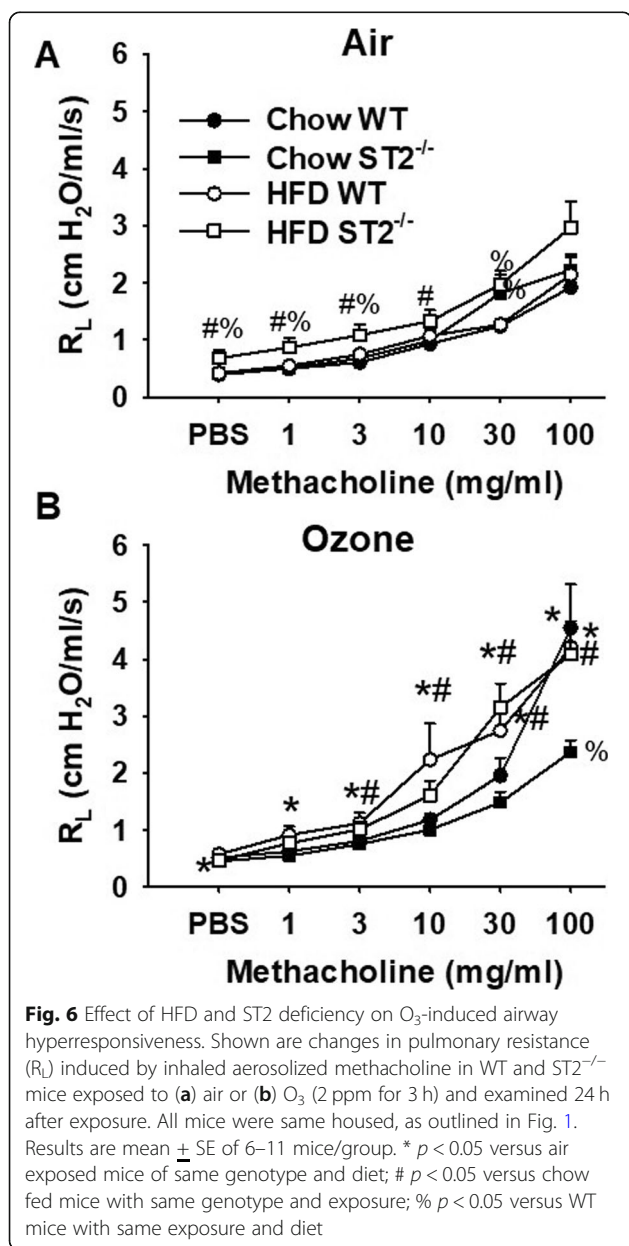 A
Air
6
5
4
3
2
1
0
R_L (cm H₂O/ml/s)
Chow WT
Chow ST2⁻/⁻
HFD WT
HFD ST2⁻/⁻
#% #% #% # % %
PBS 1 3 10 30 100
Methacholine (mg/ml)
B
Ozone
6
5
4
3
2
1
0
R_L (cm H₂O/ml/s)
* * *# *# *# *# * * # %
PBS 1 3 10 30 100
Methacholine (mg/ml)
Fig. 6 Effect of HFD and ST2 deficiency on O₃-induced airway
hyperresponsiveness. Shown are changes in pulmonary resistance
(R_L) induced by inhaled aerosolized methacholine in WT and ST2⁻/⁻
mice exposed to (a) air or (b) O₃ (2 ppm for 3 h) and examined 24 h
after exposure. All mice were same housed, as outlined in Fig. 1.
Results are mean ± SE of 6–11 mice/group. * p < 0.05 versus air
exposed mice of same genotype and diet; # p < 0.05 versus chow
fed mice with same genotype and exposure; % p < 0.05 versus WT
mice with same exposure and diet